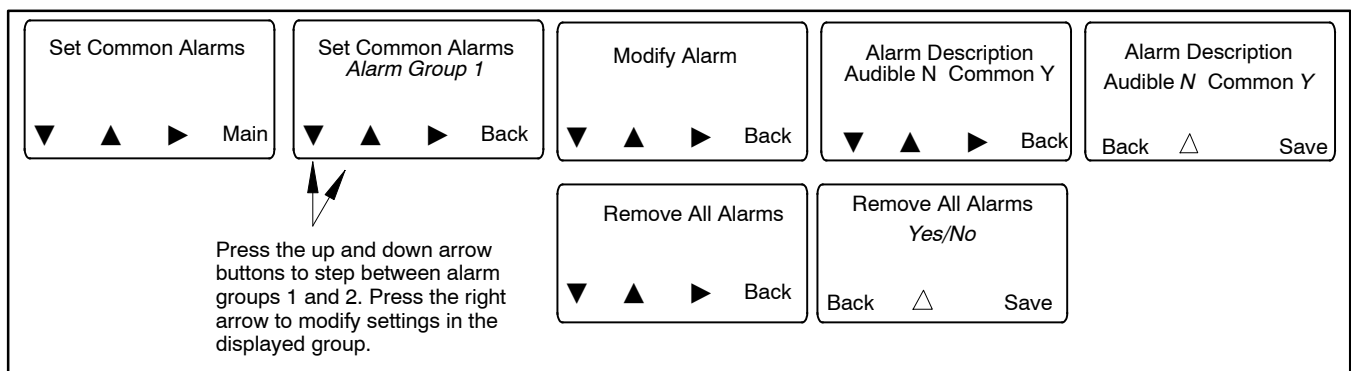 Set Common Alarms
▼ ▲ ▶ Main
Set Common Alarms
Alarm Group 1
▼ ▲ ▶ Back
Modify Alarm
▼ ▲ ▶ Back
Alarm Description
Audible N Common Y
▼ ▲ ▶ Back
Alarm Description
Audible N Common Y
Back △ Save
Press the up and down arrow
buttons to step between alarm
groups 1 and 2. Press the right
arrow to modify settings in the
displayed group.
Remove All Alarms
▼ ▲ ▶ Back
Remove All Alarms
Yes/No
Back △ Save